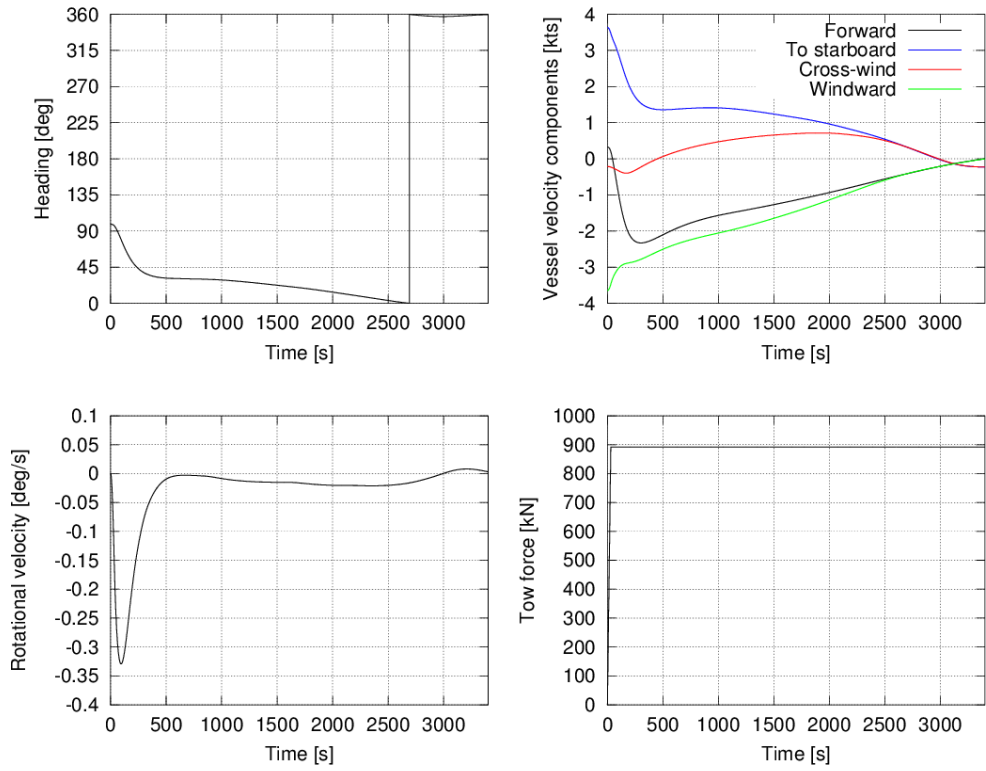 360
315
270
225
180
135
90
45
0
Heading [deg]
0 500 1000 1500 2000 2500 3000
Time [s]
4
3
2
1
0
-1
-2
-3
-4
Vessel velocity components [kts]
Forward
To starboard
Cross-wind
Windward
0 500 1000 1500 2000 2500 3000
Time [s]
0.1
0.05
0
-0.05
-0.1
-0.15
-0.2
-0.25
-0.3
-0.35
-0.4
Rotational velocity [deg/s]
0 500 1000 1500 2000 2500 3000
Time [s]
1000
900
800
700
600
500
400
300
200
100
0
Tow force [kN]
0 500 1000 1500 2000 2500 3000
Time [s]